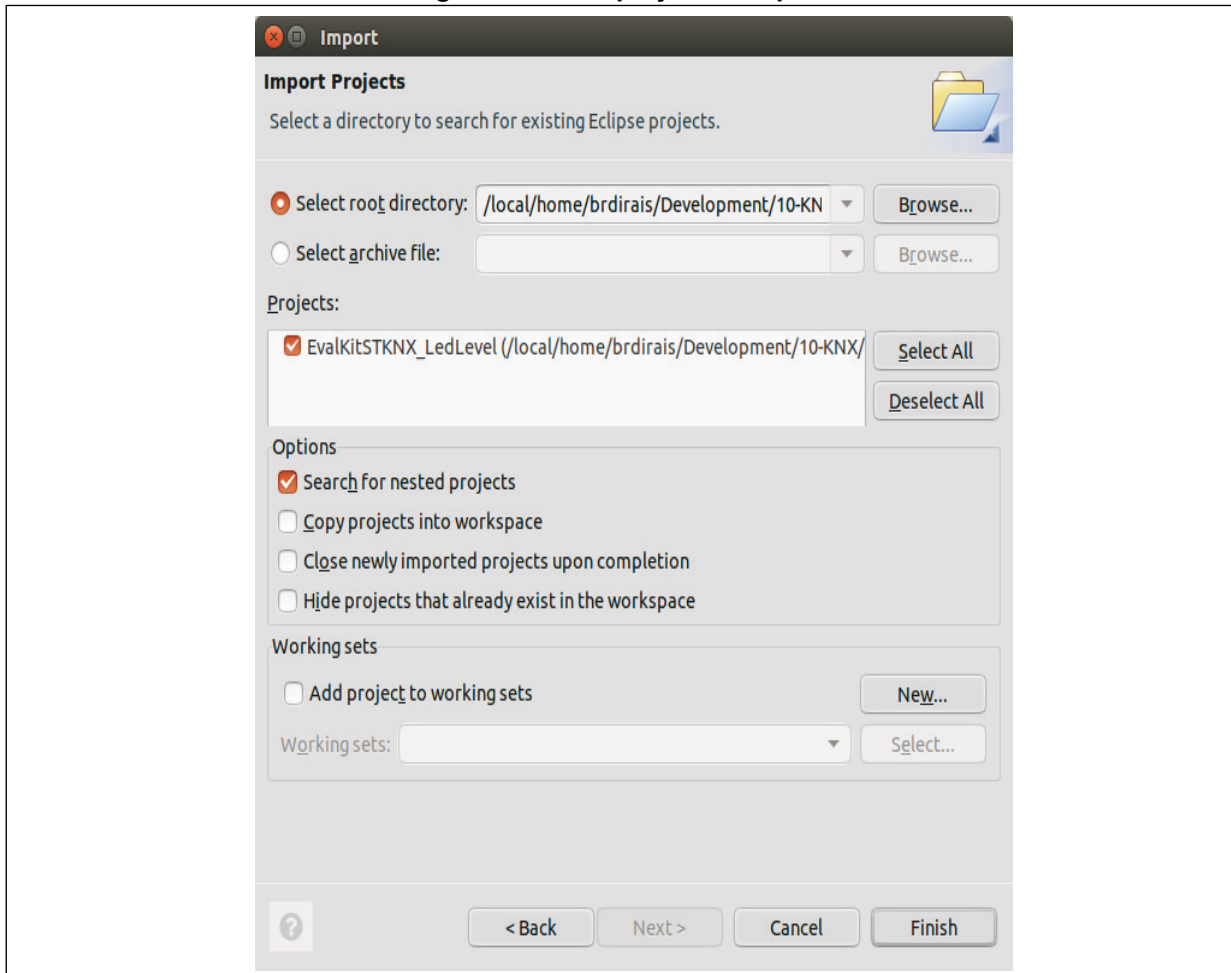 Import
Import Projects
Select a directory to search for existing Eclipse projects.
Select root directory: /local/home/brdirais/Development/10-KN Browse...
Select archive file: Browse...
Projects:
EvalKitSTKNX_LedLevel (/local/home/brdirais/Development/10-KNX/ Select All
Deselect All
Options
Search for nested projects
Copy projects into workspace
Close newly imported projects upon completion
Hide projects that already exist in the workspace
Working sets
Add project to working sets New...
Working sets: Select...
? < Back Next > Cancel Finish